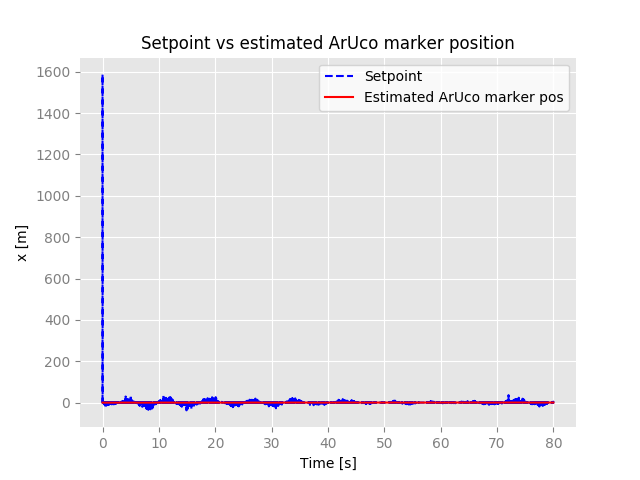 Setpoint vs estimated ArUco marker position
Setpoint
Estimated ArUco marker pos
1600
1400
1200
1000
800
600
400
200
0
x [m]
0 10 20 30 40 50 60 70 80
Time [s]